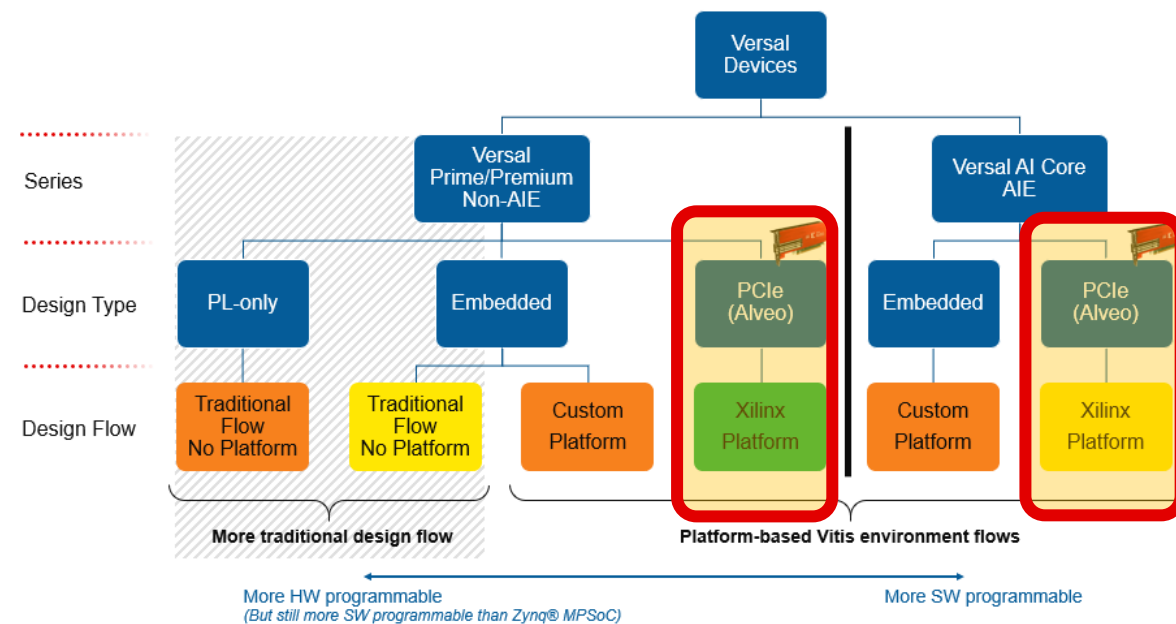 Versal
Devices
Series
Versal
Prime/Premium
Non-AIE
Versal AI Core
AIE
Design Type
PL-only
Embedded
PCIe
(Alveo)
Embedded
PCIe
(Alveo)
Design Flow
Traditional
Flow
No Platform
Traditional
Flow
No Platform
Custom
Platform
Xilinx
Platform
Custom
Platform
Xilinx
Platform
More traditional design flow
Platform-based Vitis environment flows
More HW programmable
(But still more SW programmable than Zynq® MPSoC)
More SW programmable